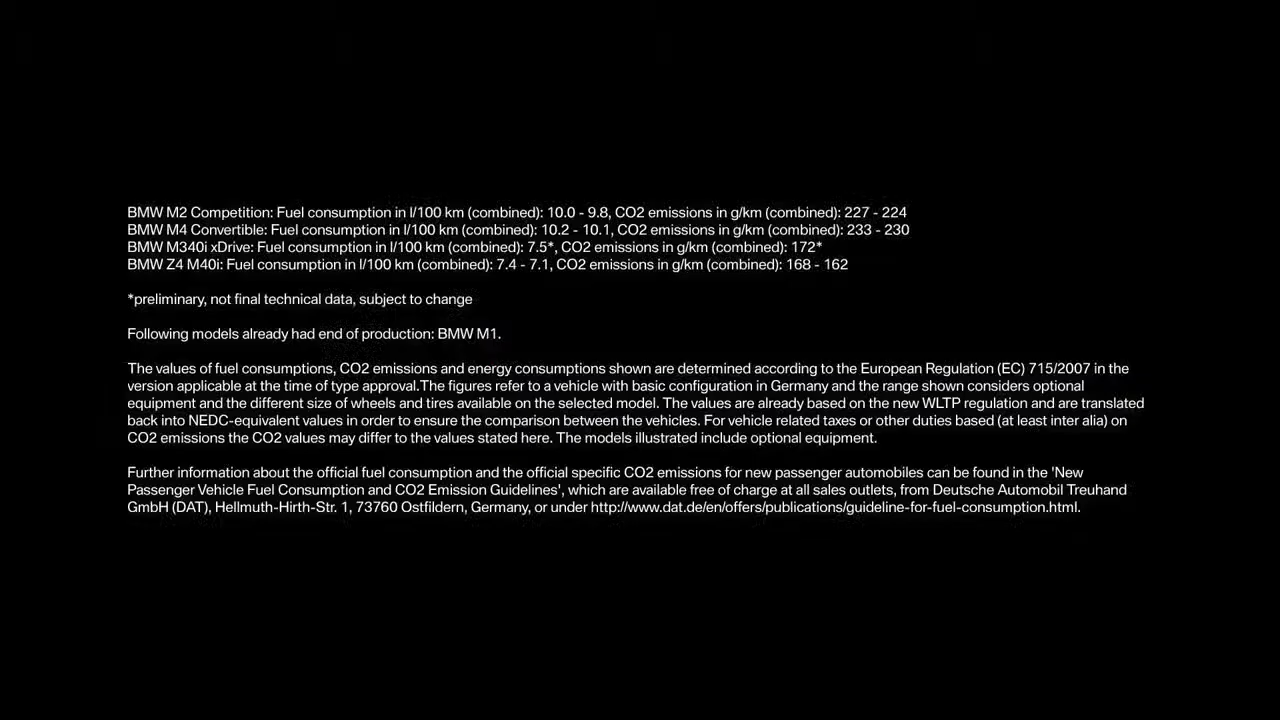 BMW M2 Competition: Fuel consumption in l/100 km (combined): 10.0 - 9.8, CO2 emissions in g/km (combined): 227 - 224
BMW M4 Convertible: Fuel consumption in l/100 km (combined): 10.2 - 10.1, CO2 emissions in g/km (combined): 233 - 230
BMW M340i xDrive: Fuel consumption in l/100 km (combined): 7.5*, CO2 emissions in g/km (combined): 172*
BMW Z4 M40i: Fuel consumption in l/100 km (combined): 7.4 - 7.1, CO2 emissions in g/km (combined): 168 - 162
*preliminary, not final technical data, subject to change
Following models already had end of production: BMW M1.
The values of fuel consumptions, CO2 emissions and energy consumptions shown are determined according to the European Regulation (EC) 715/2007 in the
version applicable at the time of type approval.The figures refer to a vehicle with basic configuration in Germany and the range shown considers optional
equipment and the different size of wheels and tires available on the selected model. The values are already based on the new WLTP regulation and are translated
back into NEDC-equivalent values in order to ensure the comparison between the vehicles. For vehicle related taxes or other duties based (at least inter alia) on
CO2 emissions the CO2 values may differ to the values stated here. The models illustrated include optional equipment.
Further information about the official fuel consumption and the official specific CO2 emissions for new passenger automobiles can be found in the 'New
Passenger Vehicle Fuel Consumption and CO2 Emission Guidelines', which are available free of charge at all sales outlets, from Deutsche Automobil Treuhand
GmbH (DAT), Hellmuth-Hirth-Str. 1, 73760 Ostfildern, Germany, or under http://www.dat.de/en/offers/publications/guideline-for-fuel-consumption.html.